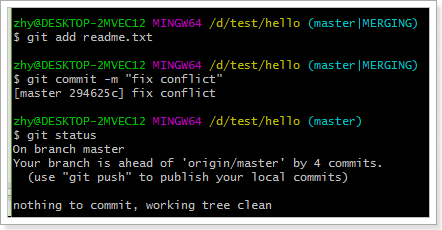 zhy@DESKTOP-2MVEC12 MINGW64 /d/test/hello (master|MERGING)
$ git add readme.txt
zhy@DESKTOP-2MVEC12 MINGW64 /d/test/hello (master|MERGING)
$ git commit -m "fix conflict"
[master 294625c] fix conflict
zhy@DESKTOP-2MVEC12 MINGW64 /d/test/hello (master)
$ git status
On branch master
Your branch is ahead of 'origin/master' by 4 commits.
  (use "git push" to publish your local commits)
nothing to commit, working tree clean